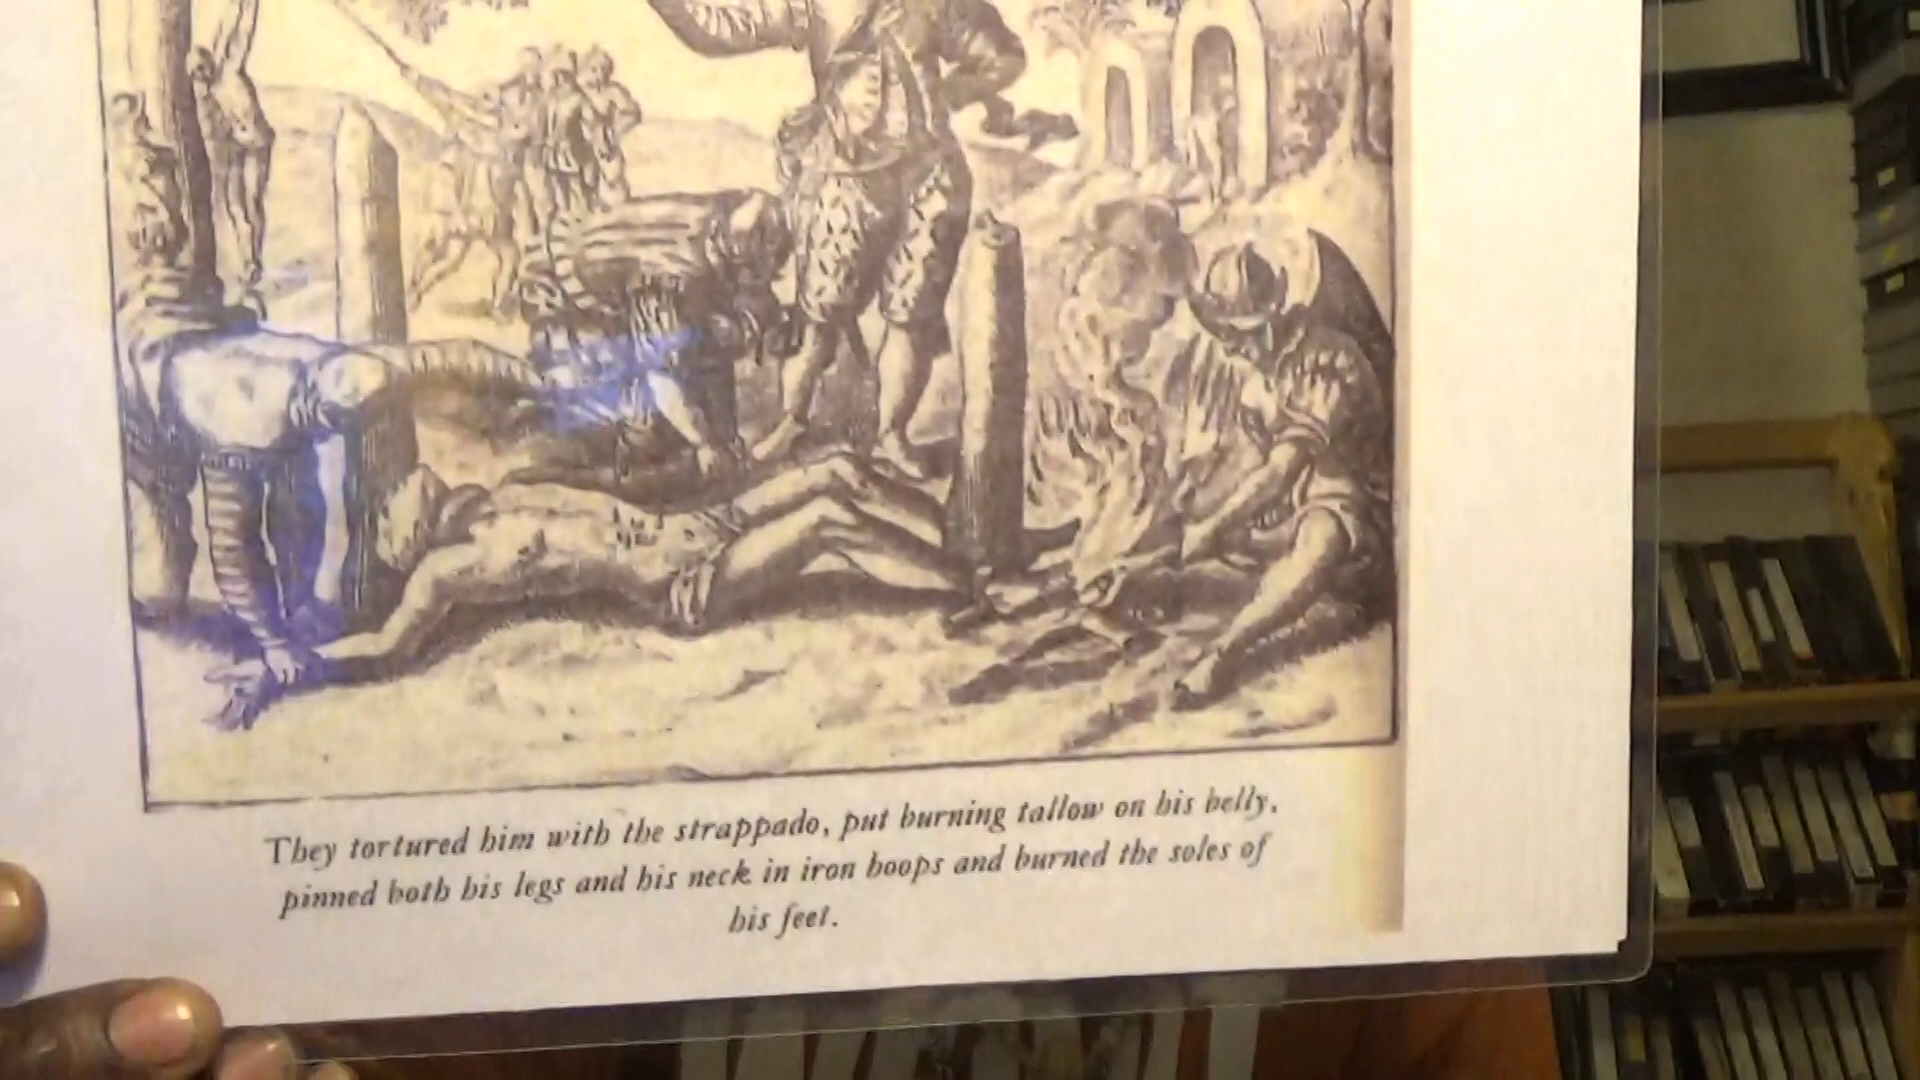 They tortured him with the strappado, put burning tallow on his belly,
pinned both his legs and his neck in iron hoops and burned the soles of
his feet.